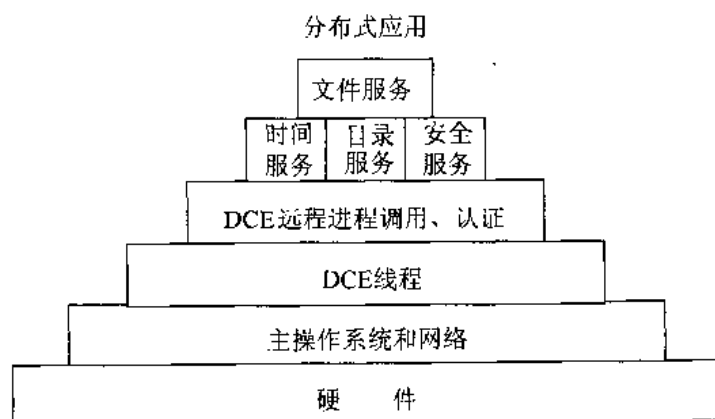 分布式应用
文件服务
时间 目录 安全
服务 服务 服务
DCE远程进程调用、认证
DCE线程
主操作系统和网络
硬 件